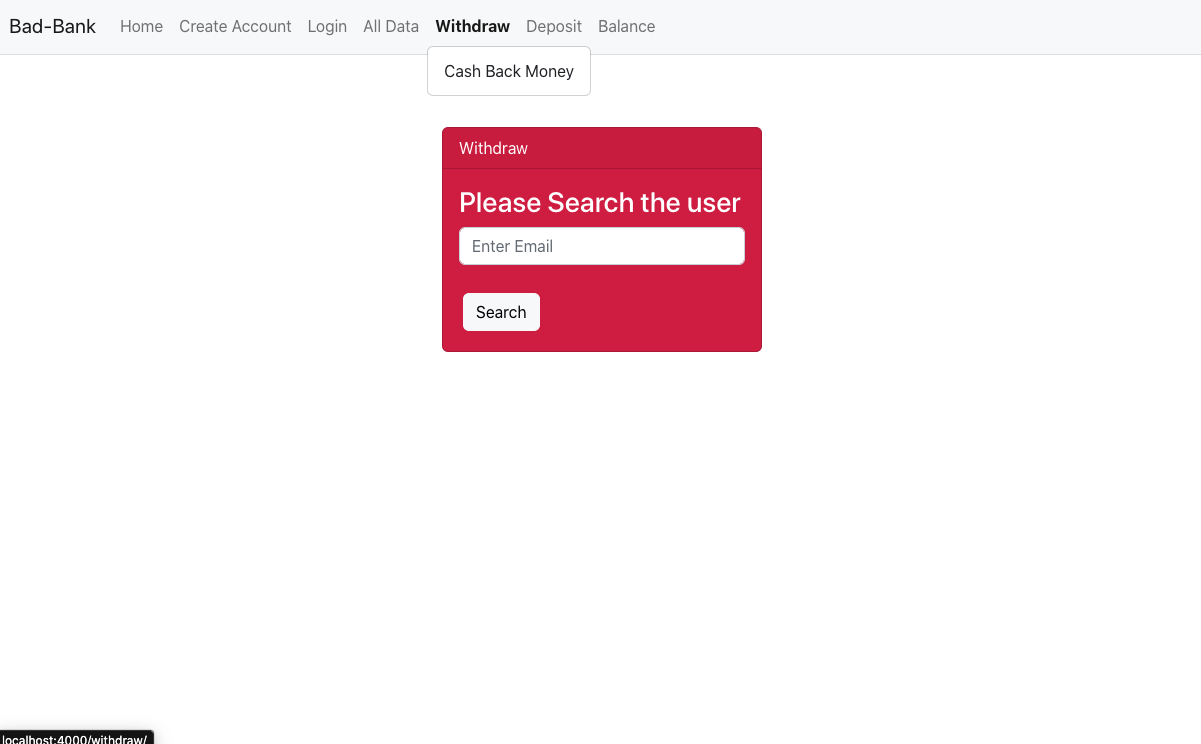 Bad-Bank Home Create Account Login All Data Withdraw Deposit Balance
Cash Back Money
Withdraw
Please Search the user
Enter Email
Search
localhost:4000/withdraw/